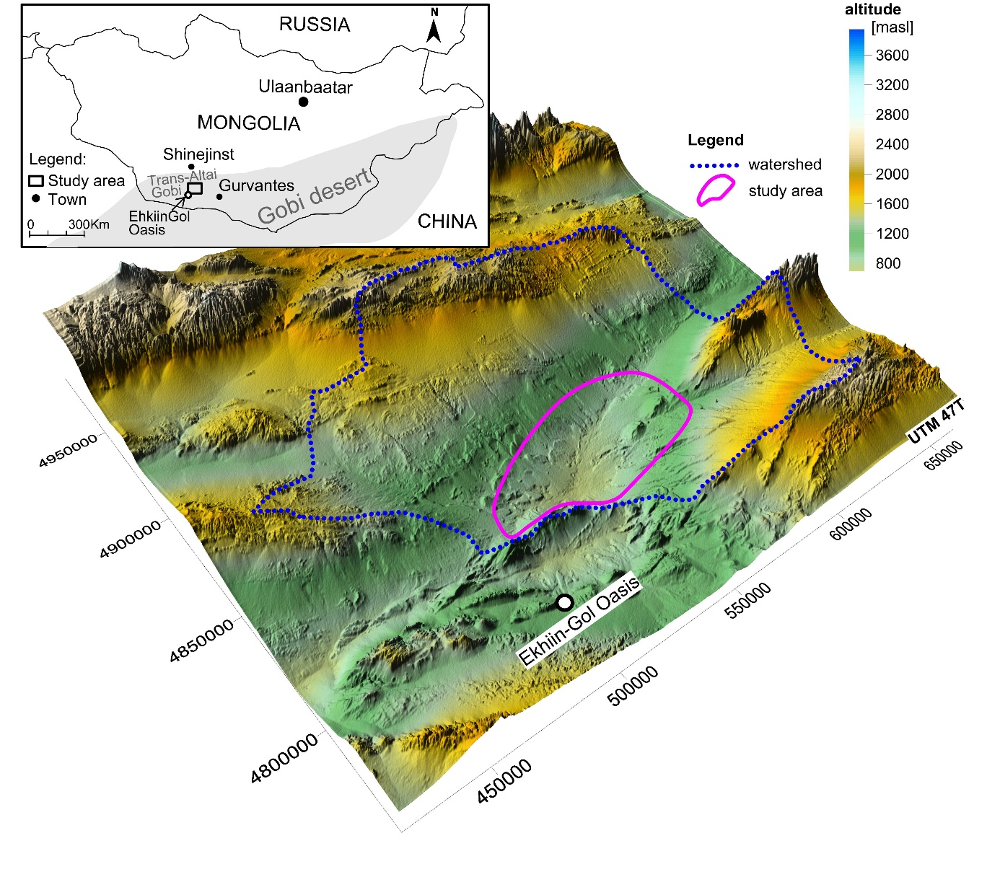 RUSSIA
N
Ulaanbaatar
MONGOLIA
Shinejinst
Trans-Altai
Gobi
Gurvantes
EhkiinGol
Oasis
Gobi desert
CHINA
Legend:
Study area
Town
0 300Km
altitude
[masl]
3600
3200
2800
2400
2000
1600
1200
800
Legend
watershed
study area
UTM 47T
4950000
4900000
4850000
4800000
450000
500000
550000
600000
650000
Ekhiin-Gol Oasis